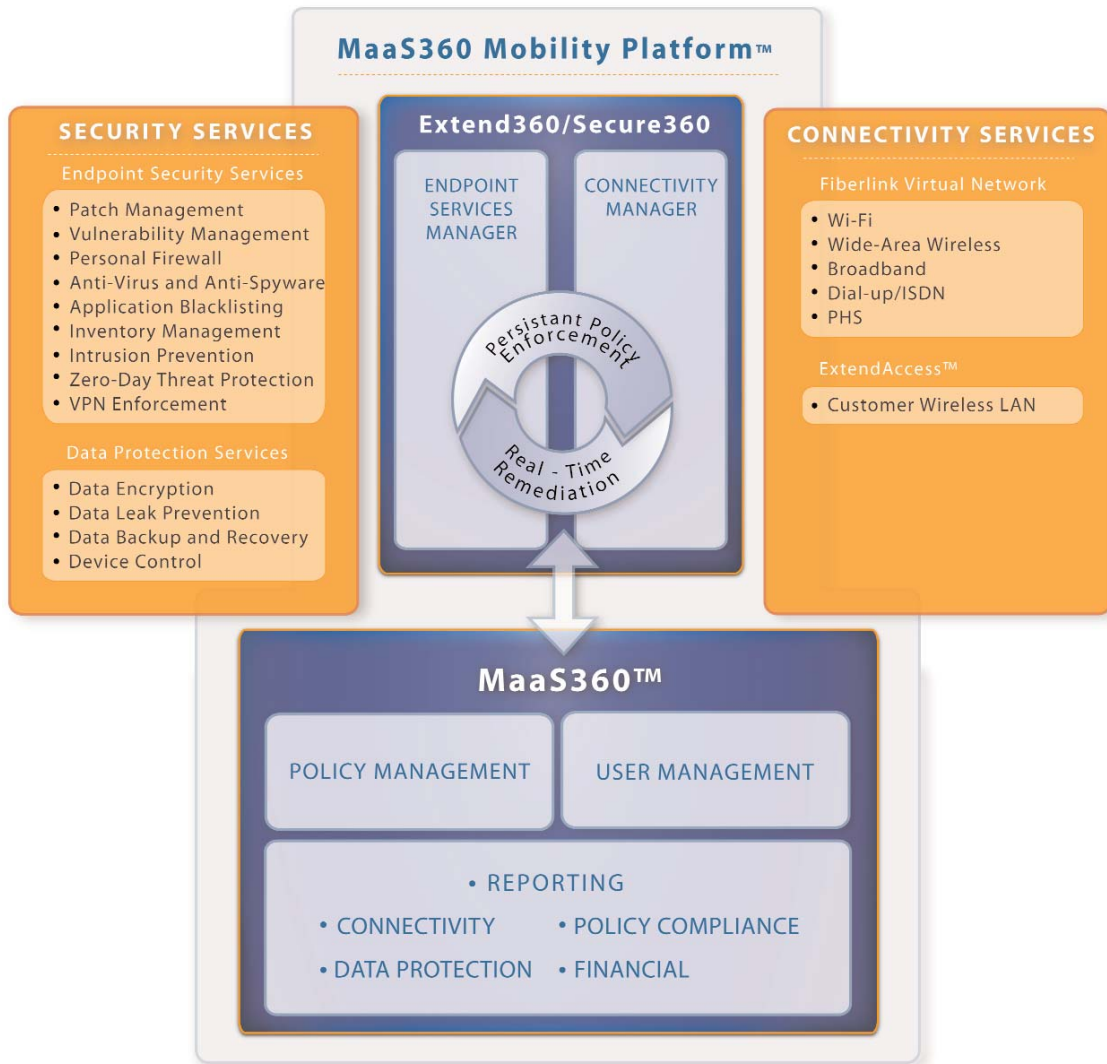 MaaS360 Mobility Platform™
SECURITY SERVICES
Endpoint Security Services
• Patch Management
• Vulnerability Management
• Personal Firewall
• Anti-Virus and Anti-Spyware
• Application Blacklisting
• Inventory Management
• Intrusion Prevention
• Zero-Day Threat Protection
• VPN Enforcement
Data Protection Services
• Data Encryption
• Data Leak Prevention
• Data Backup and Recovery
• Device Control
Extend360/Secure360
ENDPOINT
SERVICES
MANAGER
CONNECTIVITY
MANAGER
Persistant Policy
Enforcement
Real - Time
Remediation
CONNECTIVITY SERVICES
Fiberlink Virtual Network
• Wi-Fi
• Wide-Area Wireless
• Broadband
• Dial-up/ISDN
• PHS
ExtendAccess™
• Customer Wireless LAN
MaaS360™
POLICY MANAGEMENT
USER MANAGEMENT
• REPORTING
• CONNECTIVITY
• POLICY COMPLIANCE
• DATA PROTECTION
• FINANCIAL